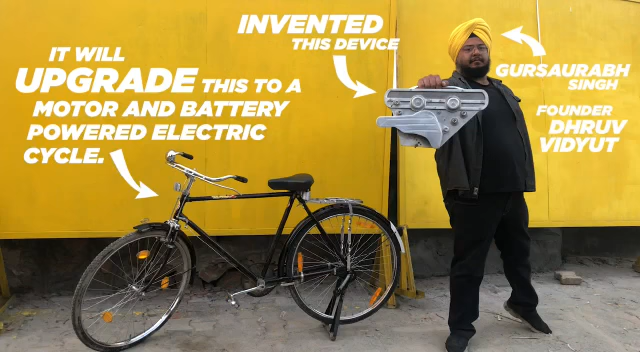 IT WILL
UPGRADE THIS TO A
MOTOR AND BATTERY
POWERED ELECTRIC
CYCLE.
INVENTED
THIS DEVICE
GURSAURABH
SINGH
FOUNDER
DHRUV
VIDYUT